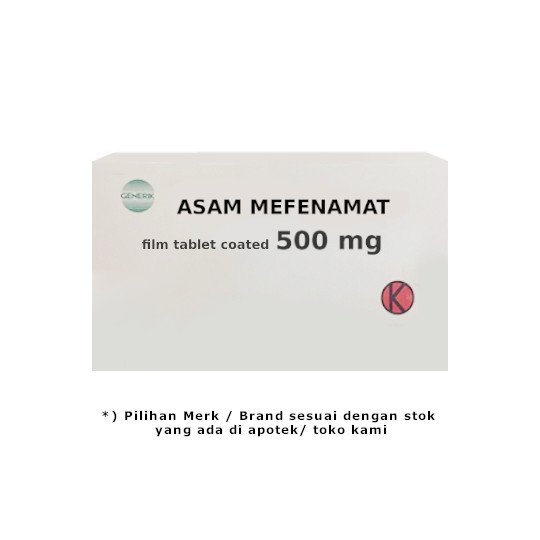 GENERIK
ASAM MEFENAMAT
film tablet coated 500 mg
K
*) Pilihan Merk / Brand sesuai dengan stok
yang ada di apotek/ toko kami